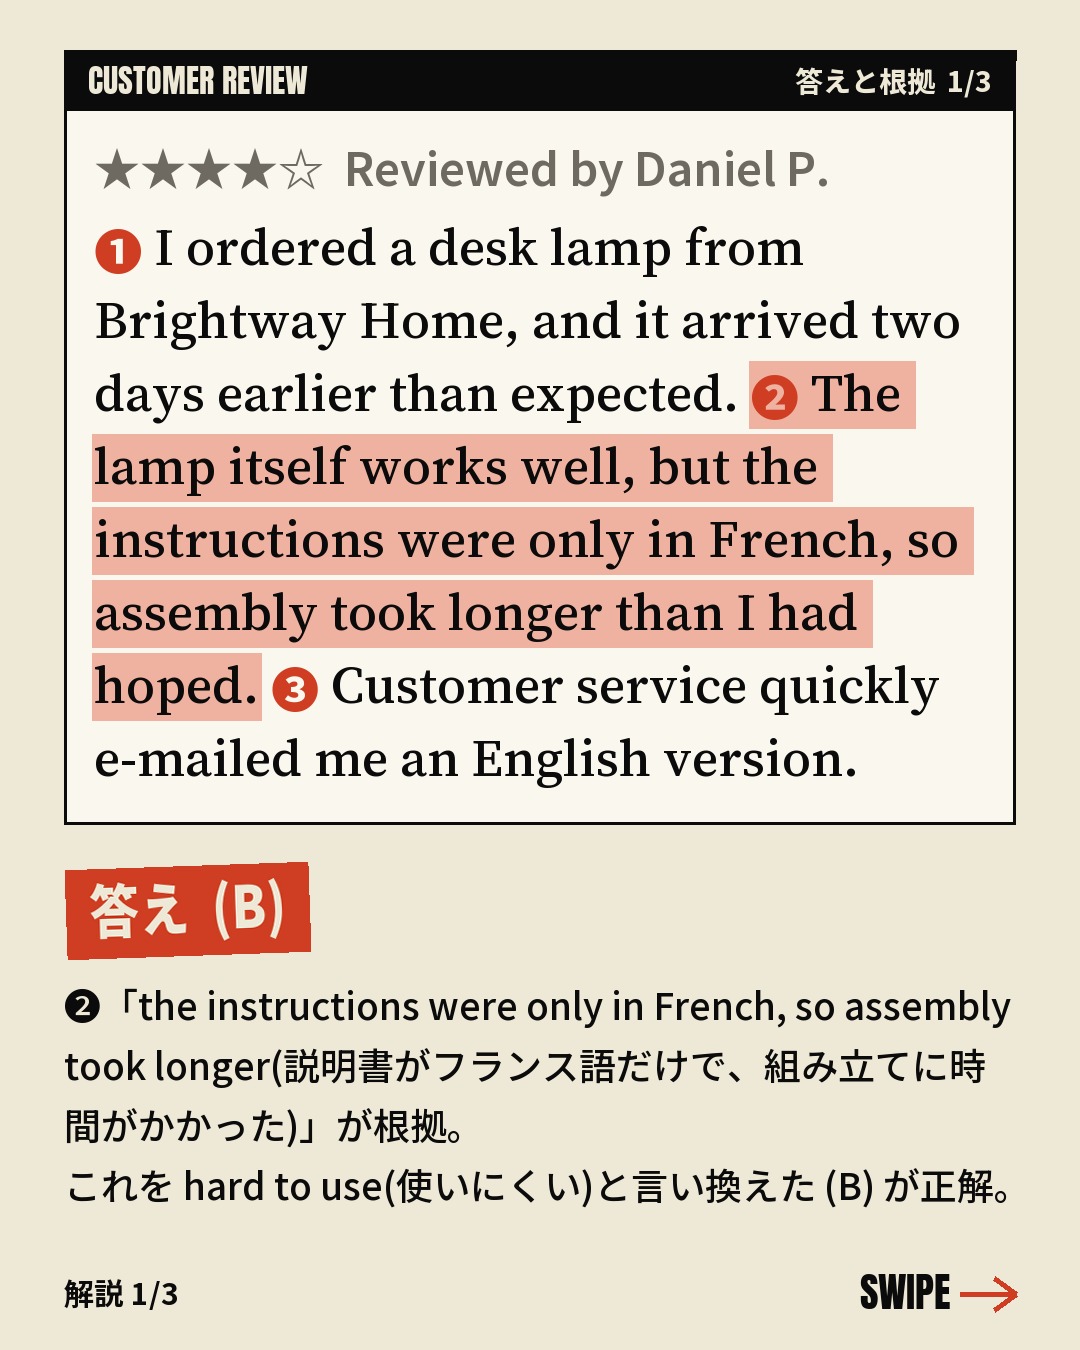 CUSTOMER REVIEW
答えと根拠 1/3
★★★★☆ Reviewed by Daniel P.
❶ I ordered a desk lamp from
Brightway Home, and it arrived two
days earlier than expected. ❷ The
lamp itself works well, but the
instructions were only in French, so
assembly took longer than I had
hoped. ❸ Customer service quickly
e-mailed me an English version.
答え (B)
❷「the instructions were only in French, so assembly
took longer(説明書がフランス語だけで、組み立てに時
間がかかった)」が根拠。
これを hard to use(使いにくい)と言い換えた (B) が正解。
解説 1/3
SWIPE →